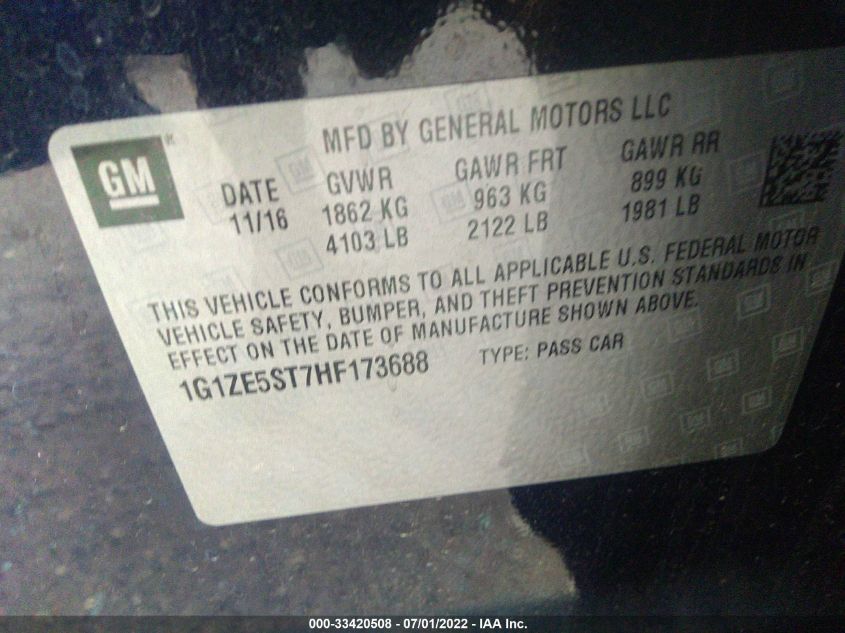 GM®
MFD BY GENERAL MOTORS LLC
DATE GVWR GAWR FRT GAWR RR
11/16 1862 KG 963 KG 899 KG
4103 LB 2122 LB 1981 LB
THIS VEHICLE CONFORMS TO ALL APPLICABLE U.S. FEDERAL MOTOR
VEHICLE SAFETY, BUMPER, AND THEFT PREVENTION STANDARDS IN
EFFECT ON THE DATE OF MANUFACTURE SHOWN ABOVE.
1G1ZE5ST7HF173688 TYPE: PASS CAR
000-33420508 - 07/01/2022 - IAA Inc.